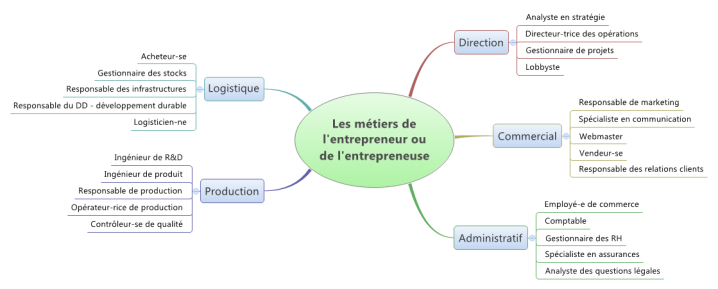 Les métiers de
l'entrepreneur ou
de l'entrepreneuse
Direction
Analyste en stratégie
Directeur-trice des opérations
Gestionnaire de projets
Lobbyste
Commercial
Responsable de marketing
Spécialiste en communication
Webmaster
Vendeur-se
Responsable des relations clients
Administratif
Employé-e de commerce
Comptable
Gestionnaire des RH
Spécialiste en assurances
Analyste des questions légales
Logistique
Acheteur-se
Gestionnaire des stocks
Responsable des infrastructures
Responsable du DD - développement durable
Logisticien-ne
Production
Ingénieur de R&D
Ingénieur de produit
Responsable de production
Opérateur-rice de production
Contrôleur-se de qualité